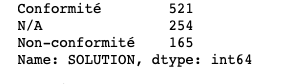 Conformité 521
N/A 254
Non-conformité 165
Name: SOLUTION, dtype: int64